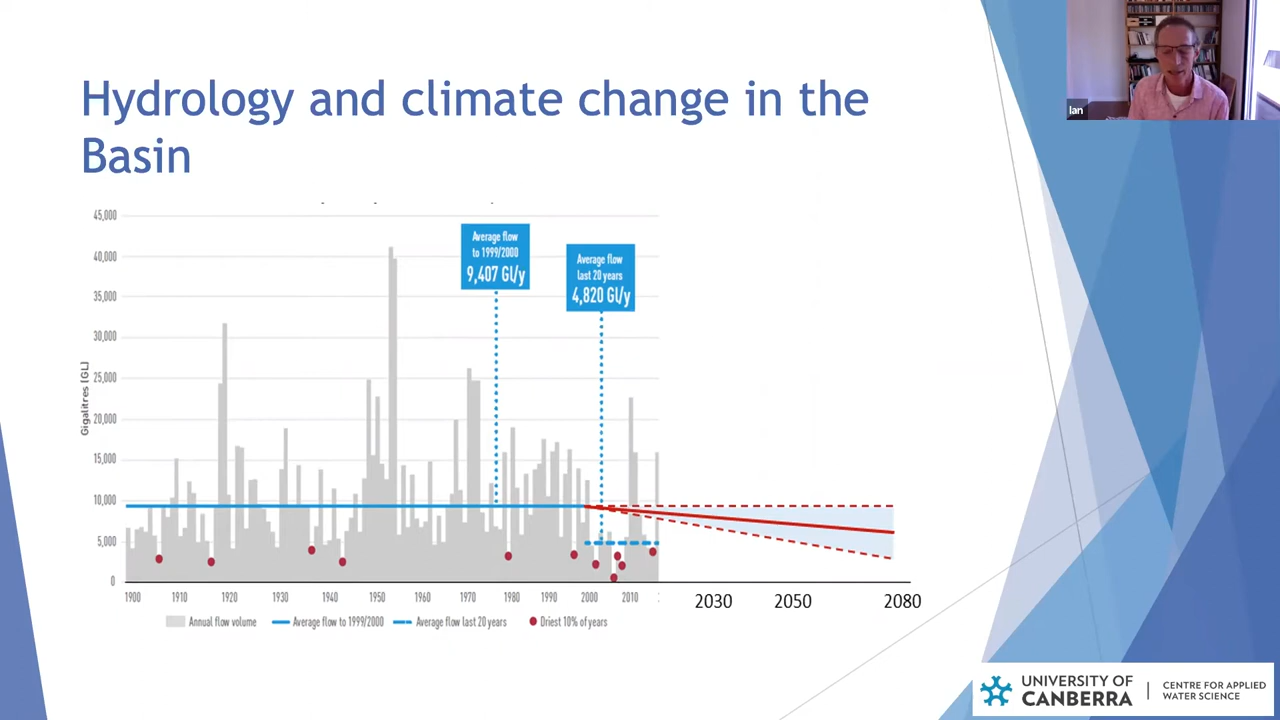 Hydrology and climate change in the
Basin
Ian
45,000
40,000
35,000
30,000
25,000
20,000
15,000
10,000
5,000
0
Gigalitres (GL)
Average flow
to 1999/2000
9,407 Gl/y
Average flow
last 20 years
4,820 Gl/y
1900 1910 1920 1930 1940 1950 1960 1970 1980 1990 2000 2010
2030 2050 2080
Annual flow volume Average flow to 1999/2000 Average flow last 20 years Driest 10% of years
UNIVERSITY OF
CANBERRA
CENTRE FOR APPLIED
WATER SCIENCE